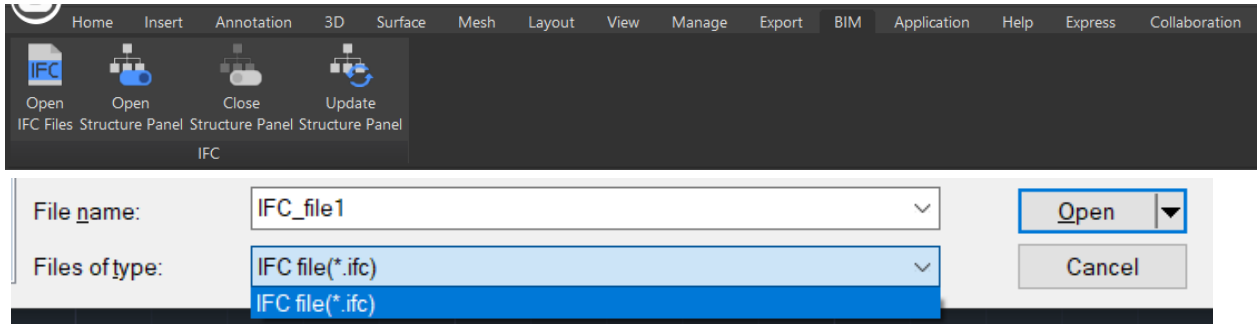 Home Insert Annotation 3D Surface Mesh Layout View Manage Export BIM Application Help Express Collaboration
IFC
Open Open Close Update
IFC Files Structure Panel Structure Panel Structure Panel
IFC
File name: IFC_file1 Open
Files of type: IFC file(*.ifc) Cancel
IFC file(*.ifc)